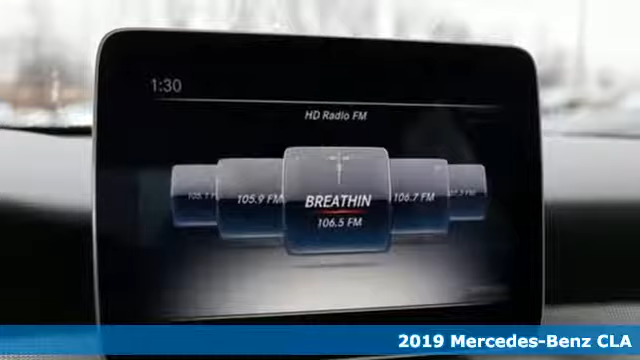 1:30
HD Radio FM
105.9 FM
BREATHIN
106.5 FM
106.7 FM
2019 Mercedes-Benz CLA